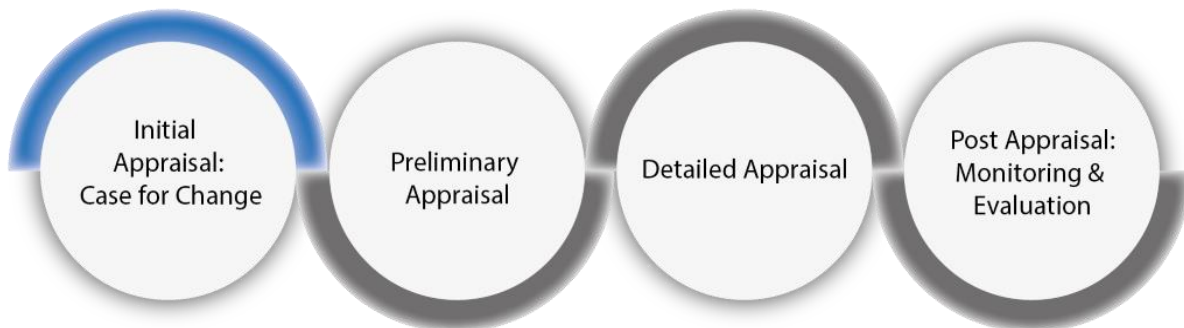 Initial
Appraisal:
Case for Change
Preliminary
Appraisal
Detailed Appraisal
Post Appraisal:
Monitoring &
Evaluation